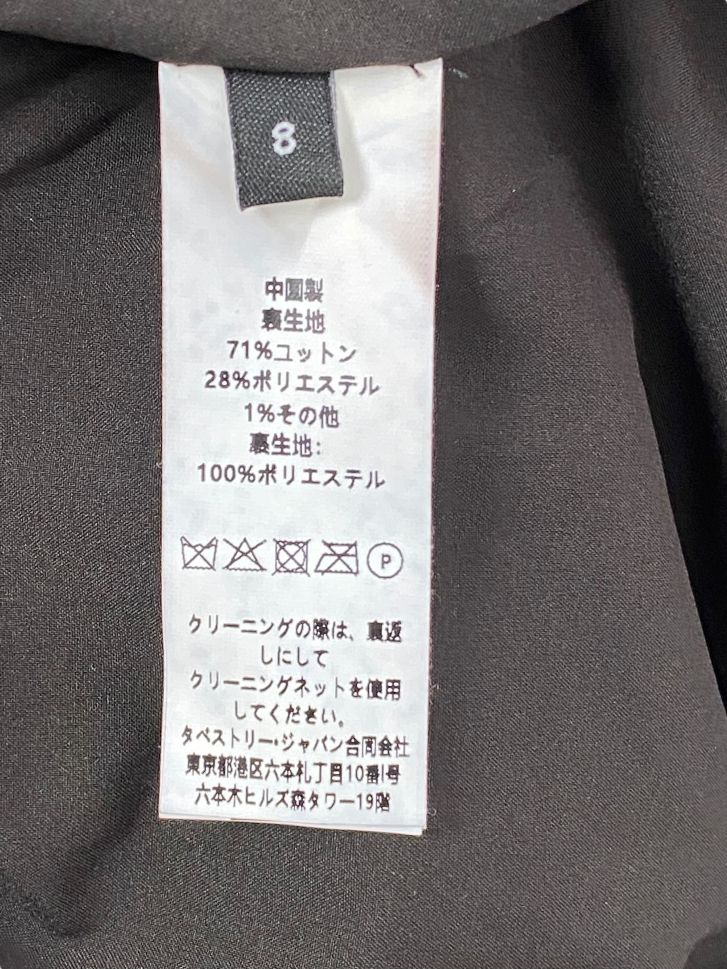 8
中圓製
裏生地
71%コットン
28%ポリエステル
1%その他
裏生地:
100%ポリエステル
P
クリーニングの際は、裏返
しにして
クリーニングネットを使用
してください。
タペストリー・ジャパン合同会社
東京都港区六本札丁目10番1号
六本木ヒルズ森タワー19階